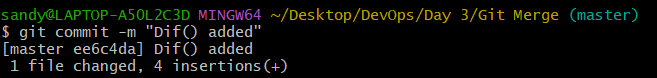 sandy@LAPTOP-A5OL2C3D MINGW64 ~/Desktop/DevOps/Day 3/Git Merge (master)
$ git commit -m "Dif() added"
[master ee6c4da] Dif() added
 1 file changed, 4 insertions(+)